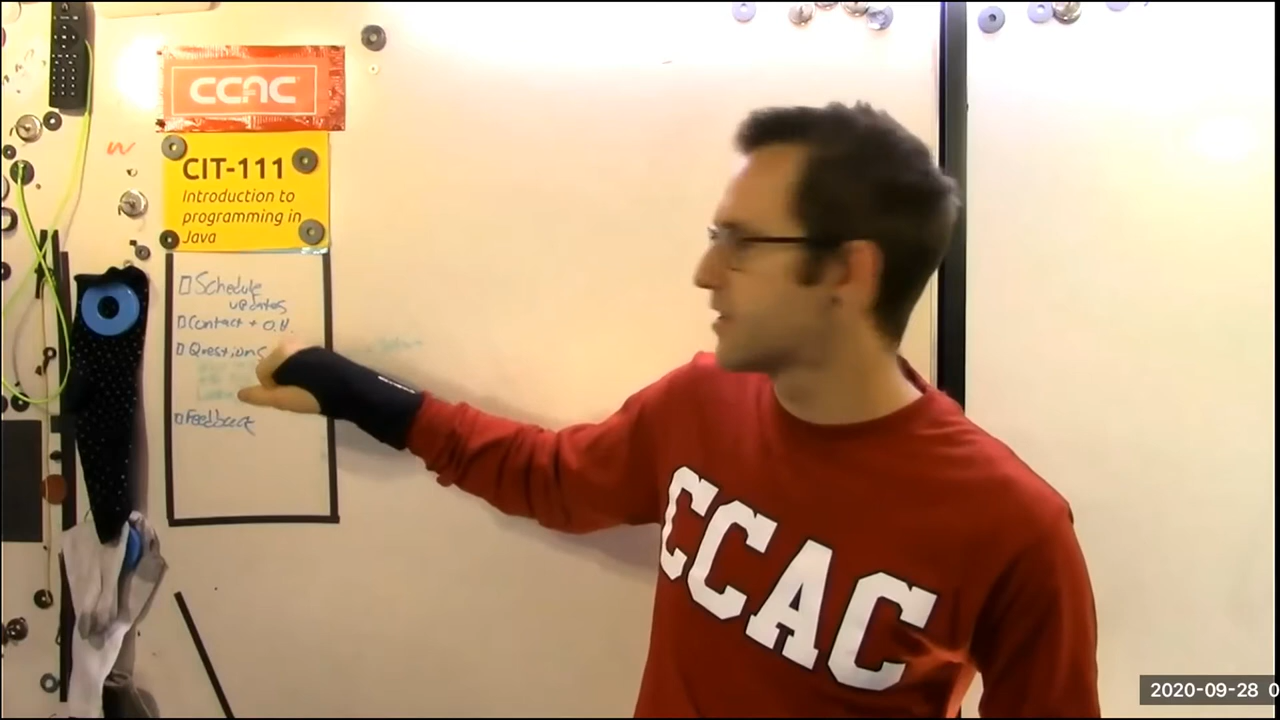 CCAC
CIT-111
Introduction to
programming in
Java
Schedule
updates
Contact + O.H.
Questions
Feedback
CCAC
2020-09-28